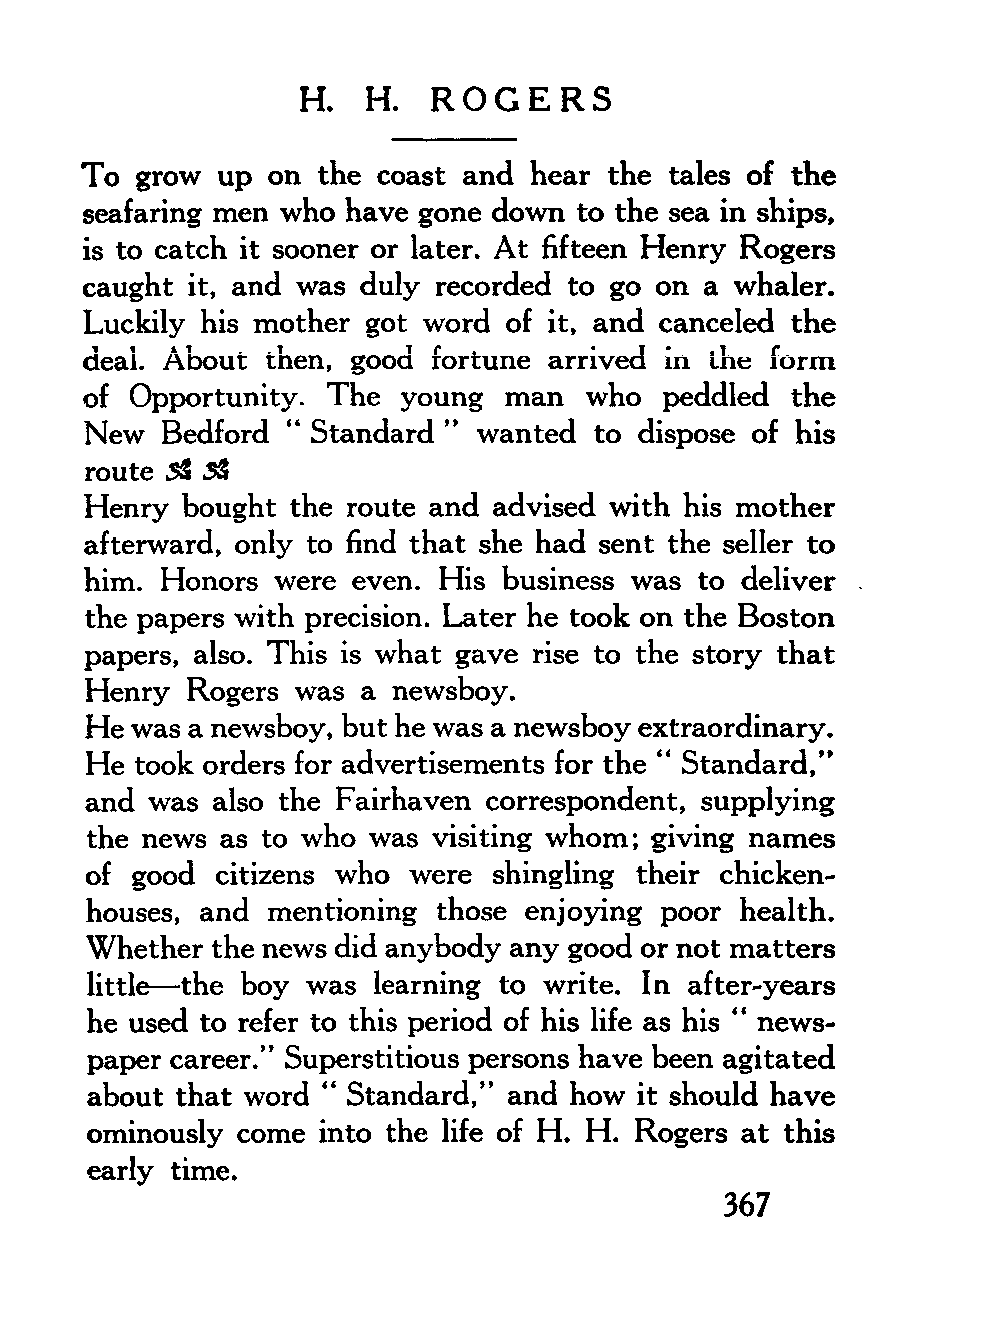 H. H. ROGERS
To grow up on the coast and hear the tales of the
seafaring men who have gone down to the sea in ships,
is to catch it sooner or later. At fifteen Henry Rogers
caught it, and was duly recorded to go on a whaler.
Luckily his mother got word of it, and canceled the
deal. About then, good fortune arrived in the form
of Opportunity. The young man who peddled the
New Bedford “ Standard ” wanted to dispose of his
route
Henry bought the route and advised with his mother
afterward, only to find that she had sent the seller to
him. Honors were even. His business was to deliver
the papers with precision. Later he took on the Boston
papers, also. This is what gave rise to the story that
Henry Rogers was a newsboy.
He was a newsboy, but he was a newsboy extraordinary.
He took orders for advertisements for the “ Standard,”
and was also the Fairhaven correspondent, supplying
the news as to who was visiting whom; giving names
of good citizens who were shingling their chicken-
houses, and mentioning those enjoying poor health.
Whether the news did anybody any good or not matters
little—the boy was learning to write. In after-years
he used to refer to this period of his life as his “ news-
paper career.” Superstitious persons have been agitated
about that word “ Standard,” and how it should have
ominously come into the life of H. H. Rogers at this
early time.
367